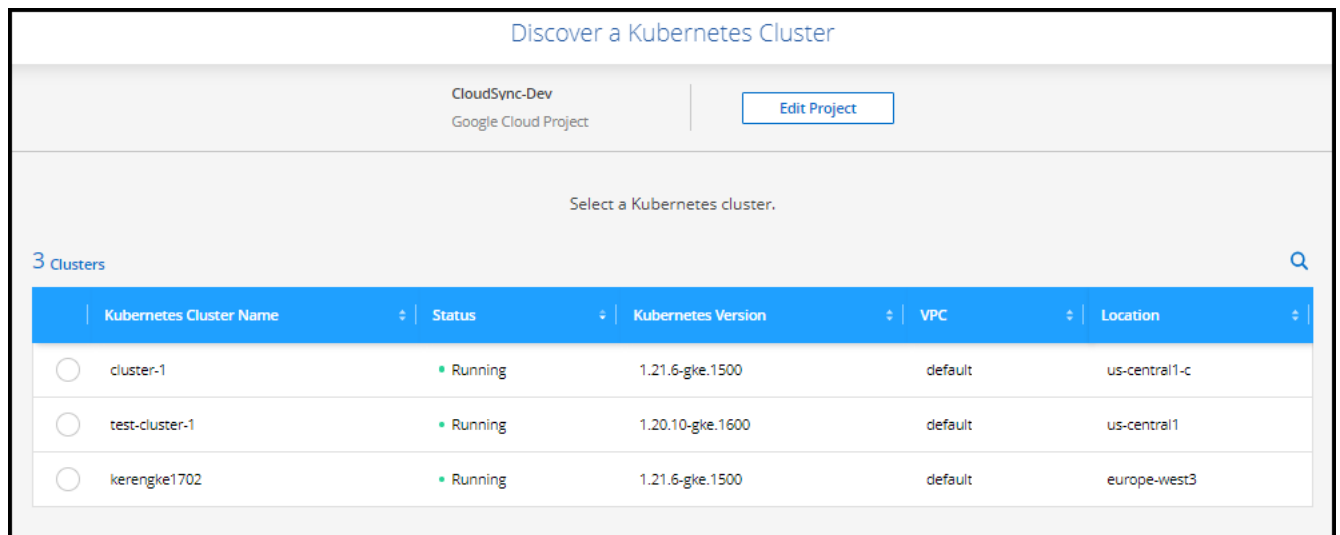 Discover a Kubernetes Cluster
CloudSync-Dev
Google Cloud Project
Edit Project
Select a Kubernetes cluster.
3 Clusters
Kubernetes Cluster Name Status Kubernetes Version VPC Location
cluster-1 Running 1.21.6-gke.1500 default us-central1-c
test-cluster-1 Running 1.20.10-gke.1600 default us-central1
kerengke1702 Running 1.21.6-gke.1500 default europe-west3